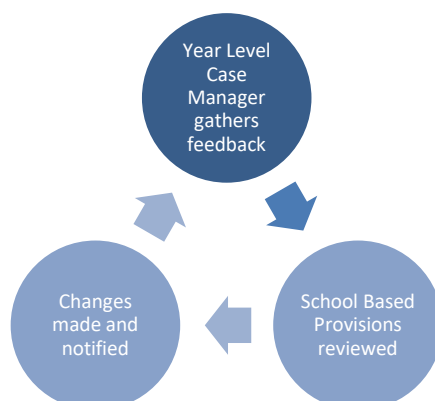 Year Level
Case
Manager
gathers
feedback
School Based
Provisions
reviewed
Changes
made and
notified